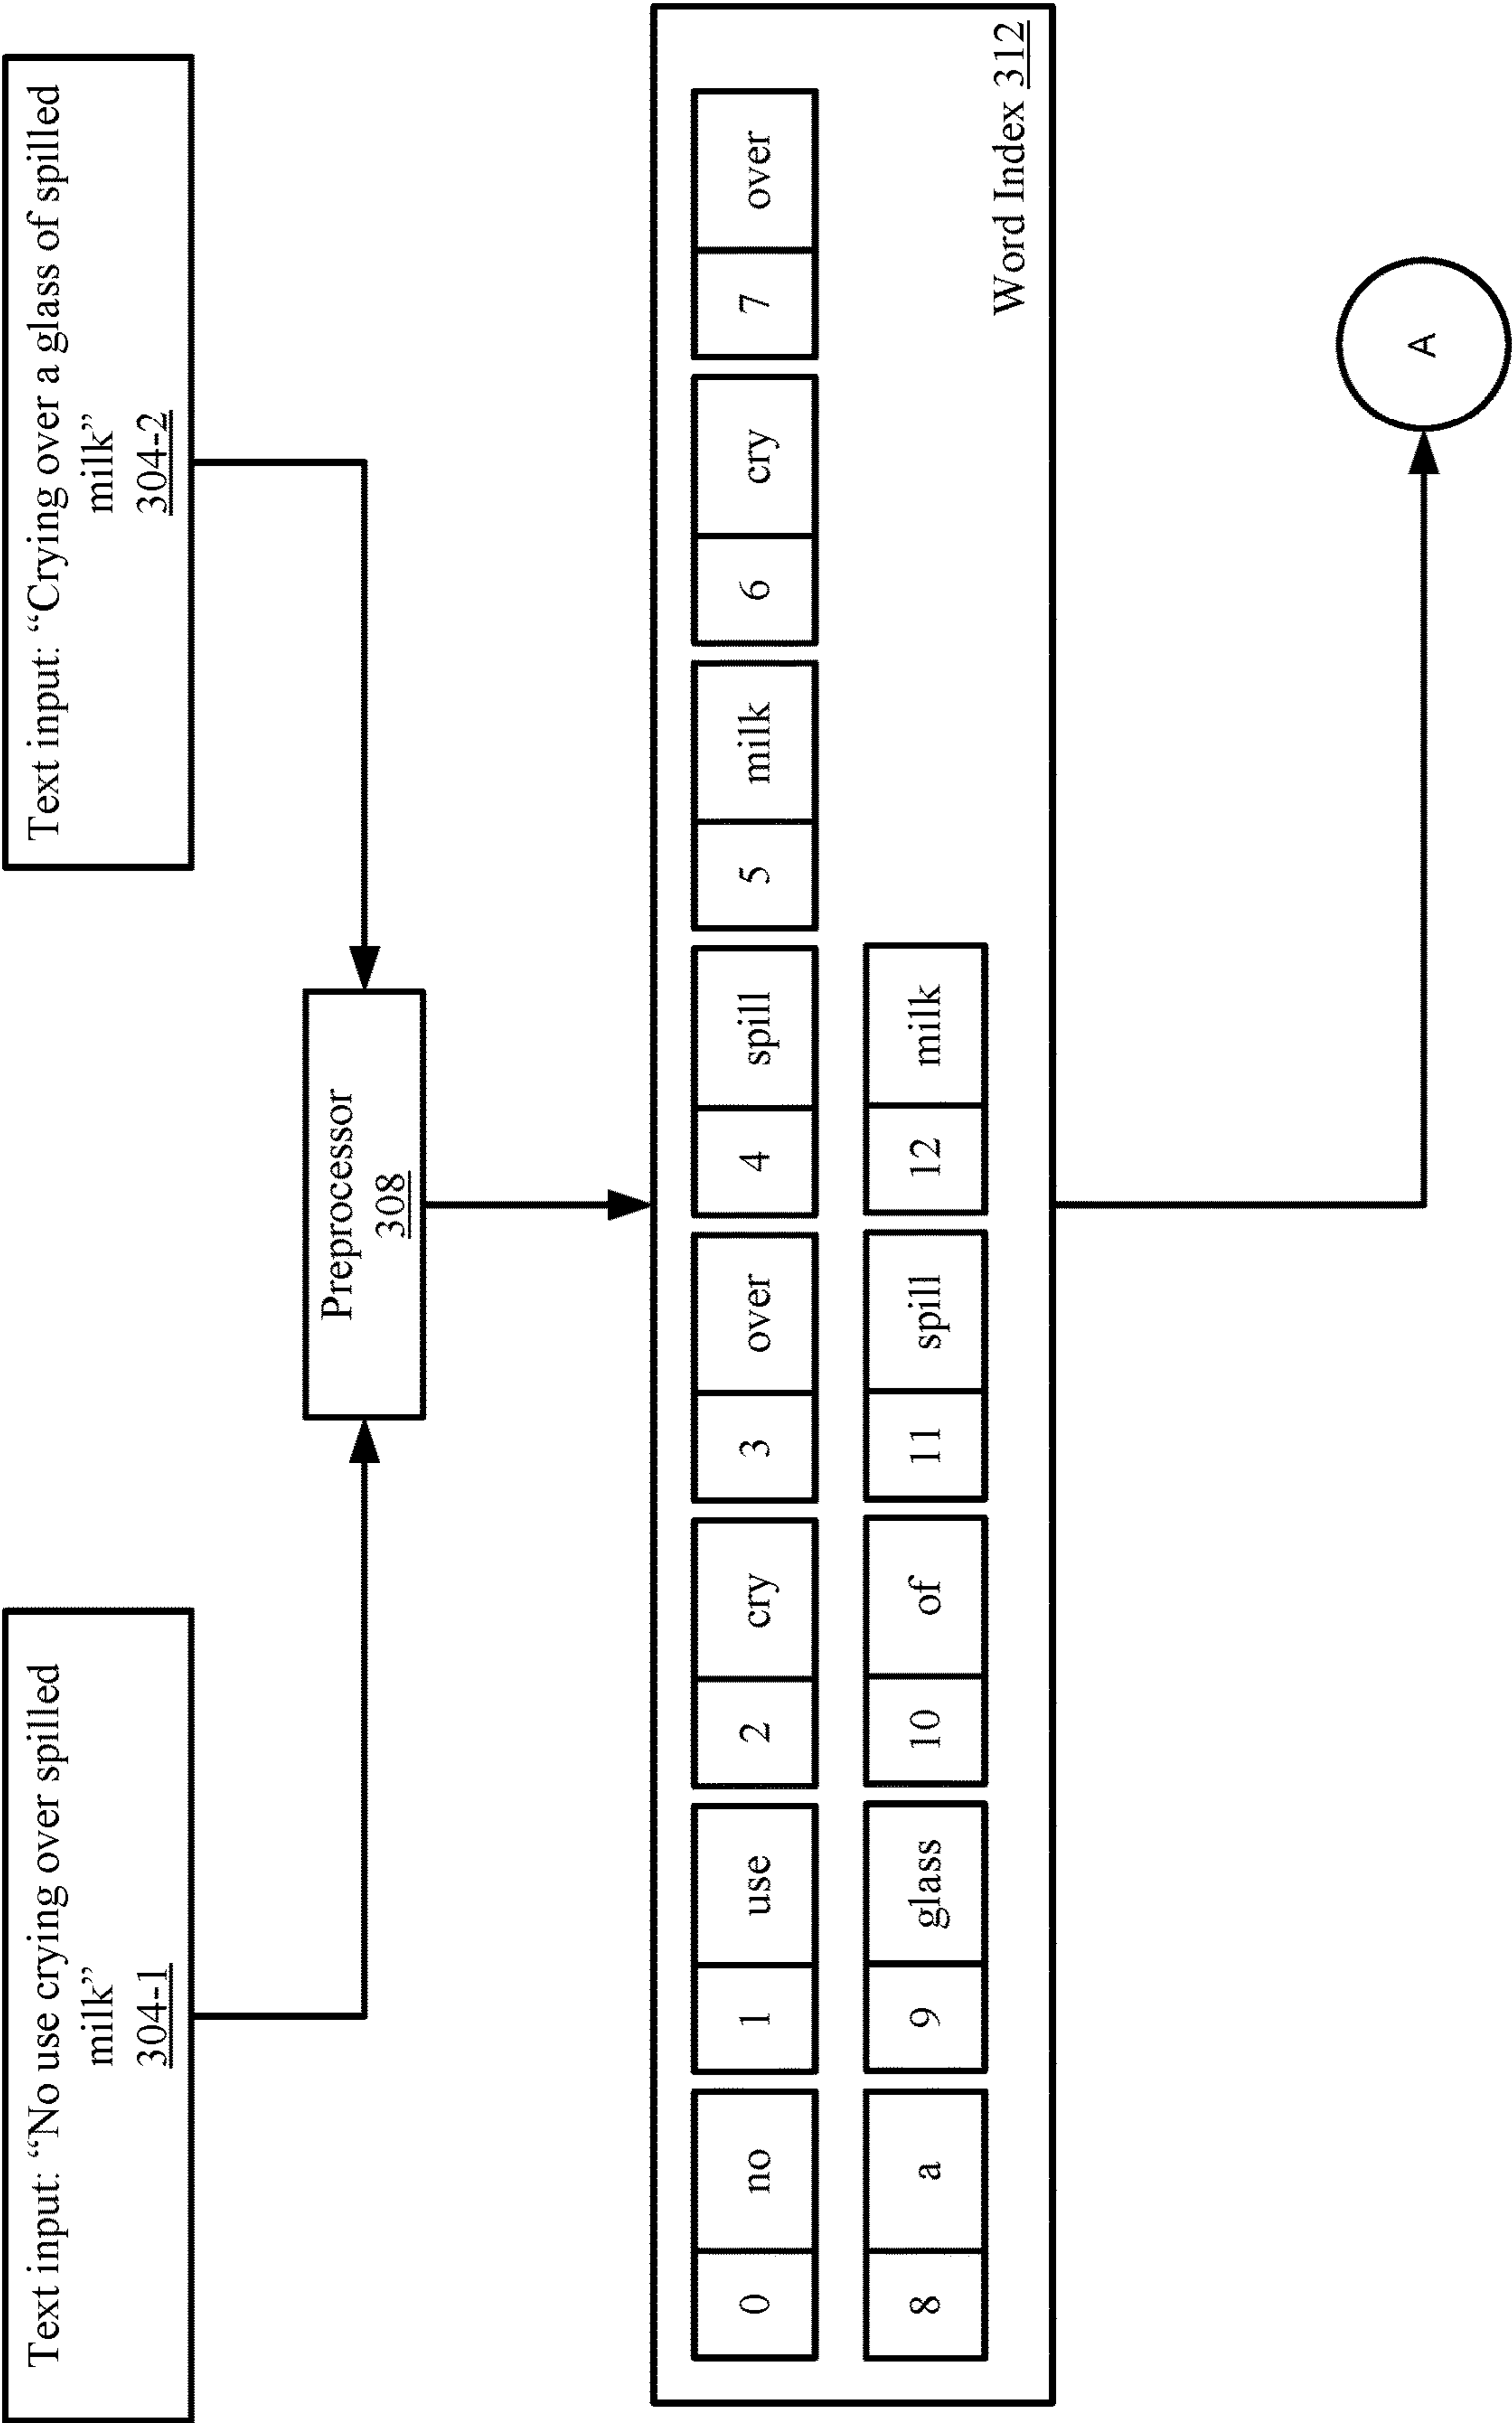 Text input: “No use crying over spilled
milk”
304-1
Text input: “Crying over a glass of spilled
milk”
304-2
Preprocessor
308
0 no 1 use 2 cry 3 over 4 spill 5 milk 6 cry 7 over
8 a 9 glass 10 of 11 spill 12 milk
Word Index 312
A